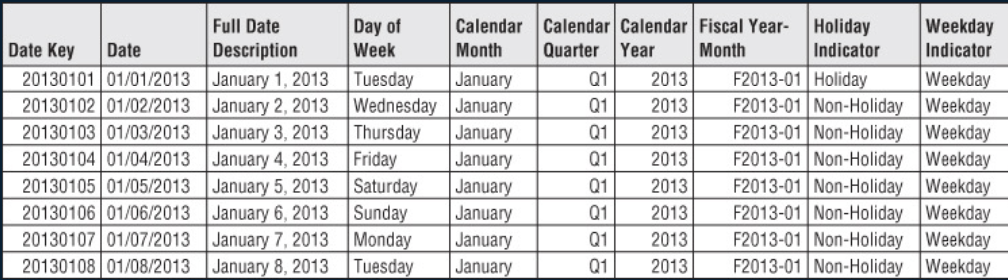 Date Key Date Full Date Description Day of Week Calendar Month Calendar Quarter Calendar Year Fiscal Year-Month Holiday Indicator Weekday Indicator
20130101 01/01/2013 January 1, 2013 Tuesday January Q1 2013 F2013-01 Holiday Weekday
20130102 01/02/2013 January 2, 2013 Wednesday January Q1 2013 F2013-01 Non-Holiday Weekday
20130103 01/03/2013 January 3, 2013 Thursday January Q1 2013 F2013-01 Non-Holiday Weekday
20130104 01/04/2013 January 4, 2013 Friday January Q1 2013 F2013-01 Non-Holiday Weekday
20130105 01/05/2013 January 5, 2013 Saturday January Q1 2013 F2013-01 Non-Holiday Weekday
20130106 01/06/2013 January 6, 2013 Sunday January Q1 2013 F2013-01 Non-Holiday Weekday
20130107 01/07/2013 January 7, 2013 Monday January Q1 2013 F2013-01 Non-Holiday Weekday
20130108 01/08/2013 January 8, 2013 Tuesday January Q1 2013 F2013-01 Non-Holiday Weekday